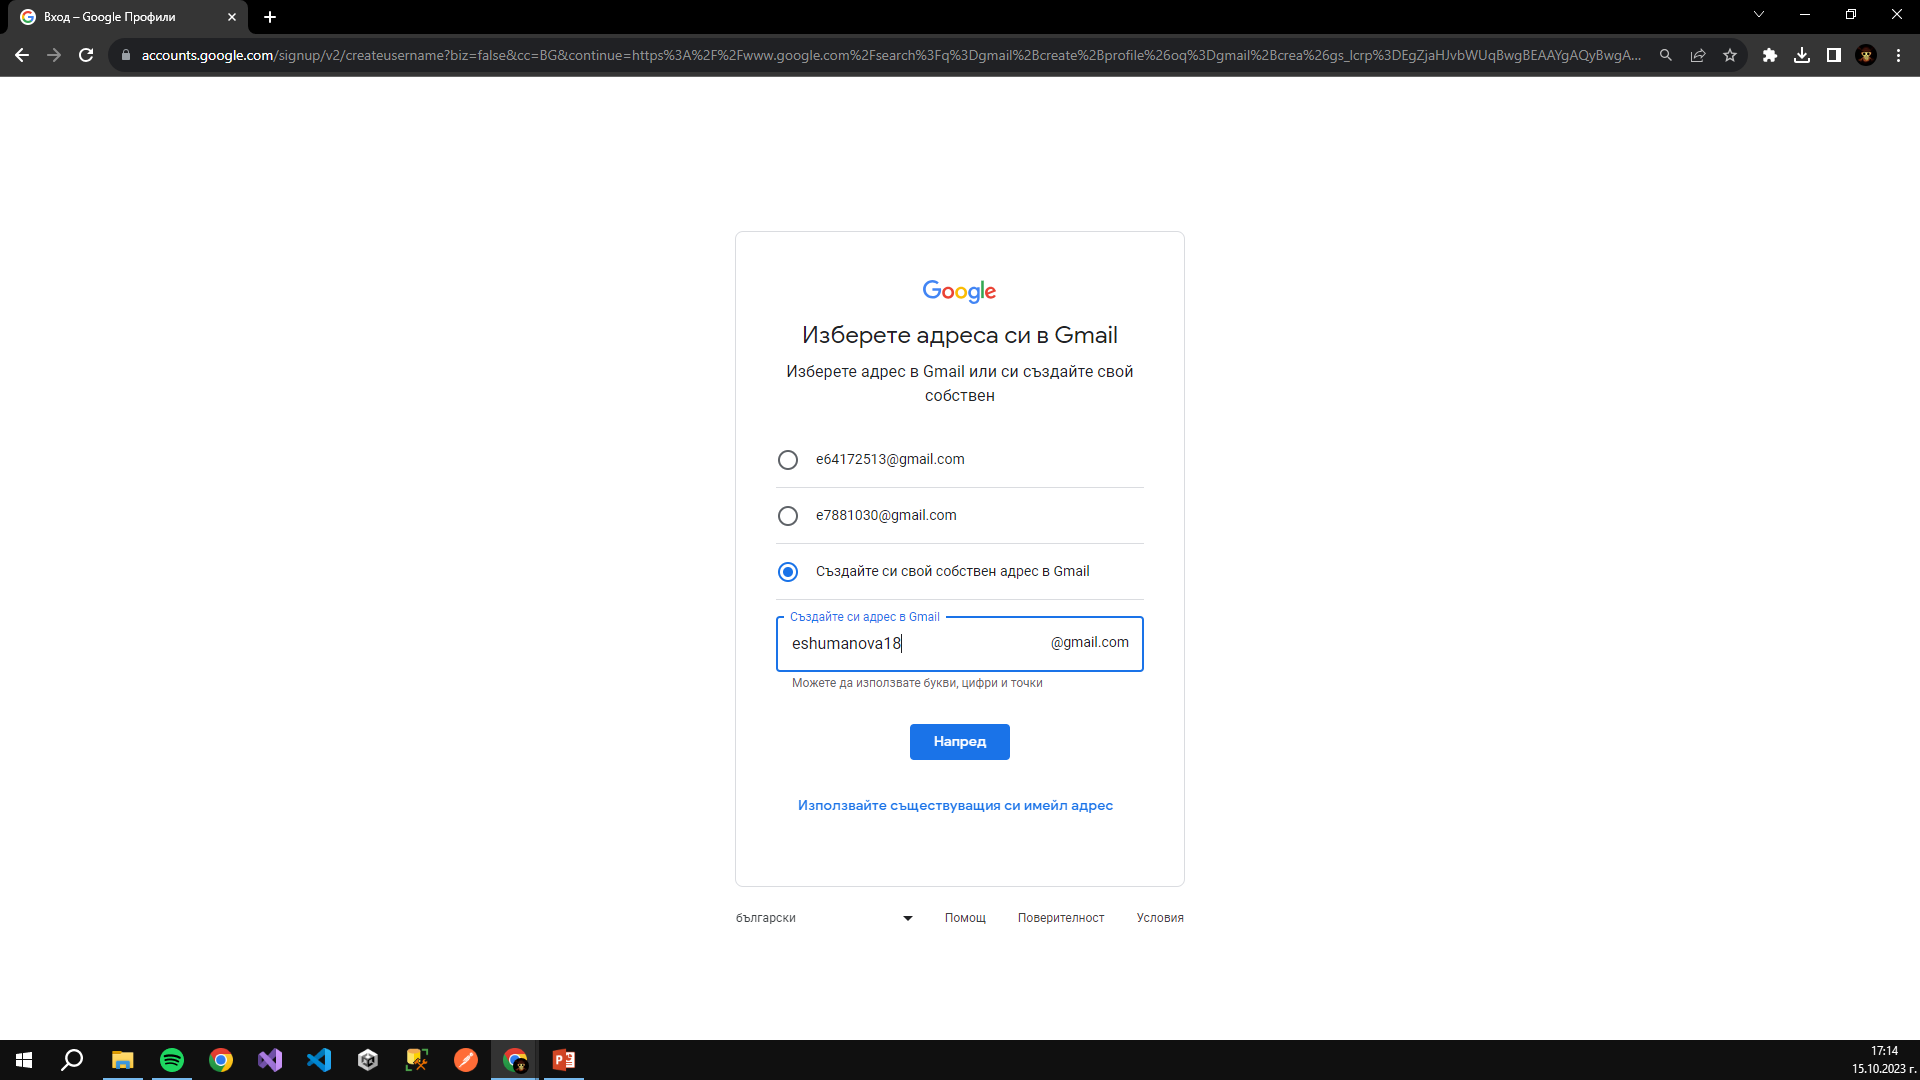 Вход – Google Профили
accounts.google.com/signup/v2/createusername?biz=false&cc=BG&continue=https%3A%2F%2Fwww.google.com%2Fsearch%3Fq%3Dgmail%2Bcreate%2Bprofile%26oq%3Dgmail%2Bcrea%26gs_lcrp%3DEgZjaHJvbWUqBwgBEAAYgAQyBwgA...
Google
Изберете адреса си в Gmail
Изберете адрес в Gmail или си създайте свой
собствен
e64172513@gmail.com
e7881030@gmail.com
Създайте си свой собствен адрес в Gmail
Създайте си адрес в Gmail
eshumanova18 @gmail.com
Можете да използвате букви, цифри и точки
Напред
Използвайте съществуващия си имейл адрес
български Помощ Поверителност Условия
17:14
15.10.2023 г.